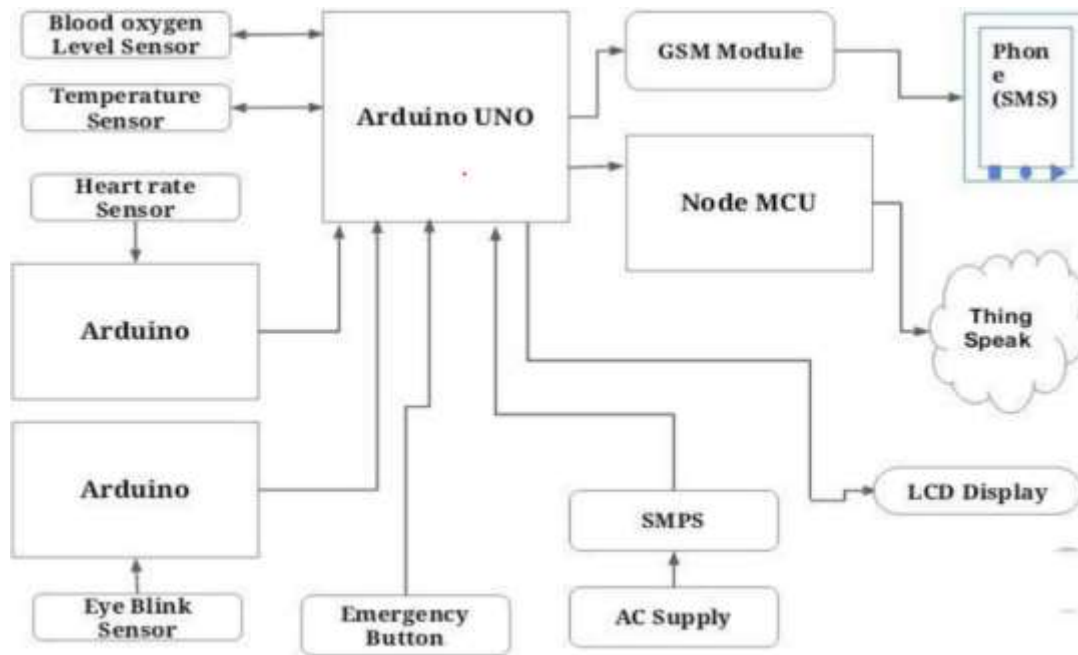 Blood oxygen
Level Sensor
Temperature
Sensor
Heart rate
Sensor
Arduino
Arduino
Eye Blink
Sensor
Arduino UNO
Emergency
Button
GSM Module
Node MCU
SMPS
AC Supply
Phon
e
(SMS)
Thing
Speak
LCD Display